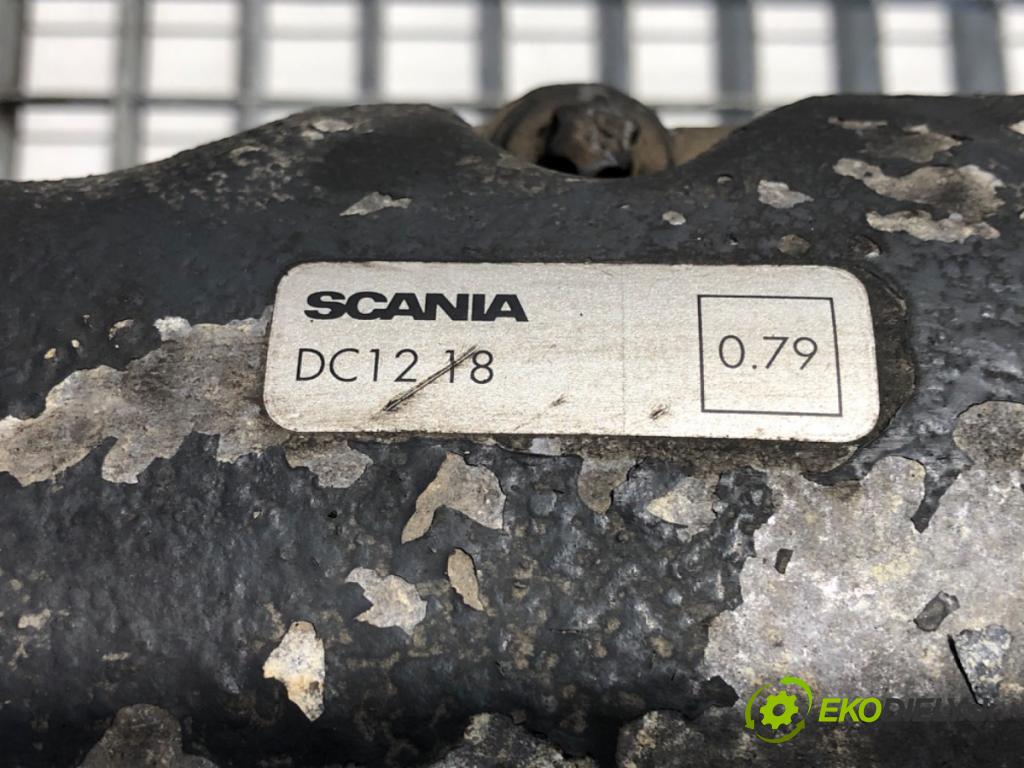 SCANIA
DC12 18
0.79
EKODIELY